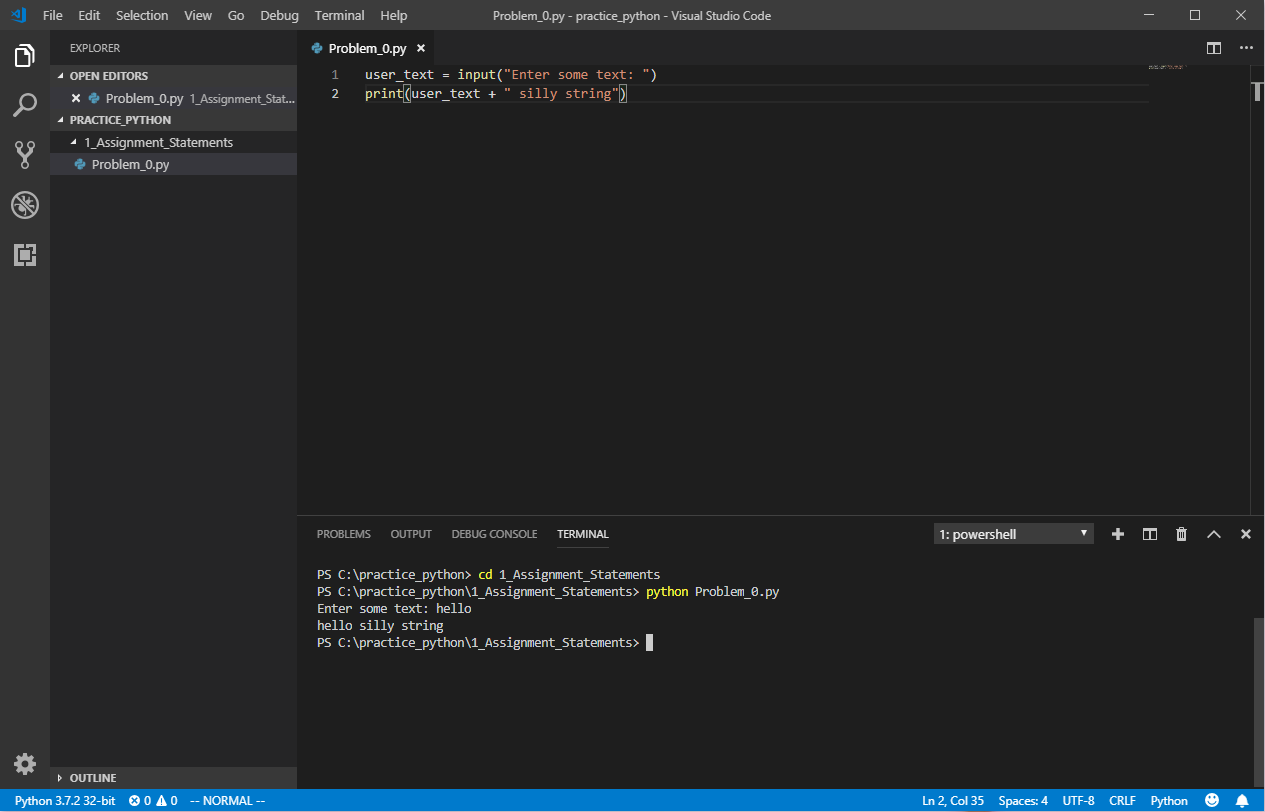 File Edit Selection View Go Debug Terminal Help Problem_0.py - practice_python - Visual Studio Code
EXPLORER
OPEN EDITORS
Problem_0.py 1_Assignment_Stat...
PRACTICE_PYTHON
1_Assignment_Statements
Problem_0.py
OUTLINE
Problem_0.py
1 user_text = input("Enter some text: ")
2 print(user_text + " silly string")
PROBLEMS OUTPUT DEBUG CONSOLE TERMINAL 1: powershell
PS C:\practice_python> cd 1_Assignment_Statements
PS C:\practice_python\1_Assignment_Statements> python Problem_0.py
Enter some text: hello
hello silly string
PS C:\practice_python\1_Assignment_Statements>
Python 3.7.2 32-bit 0 0 -- NORMAL -- Ln 2, Col 35 Spaces: 4 UTF-8 CRLF Python